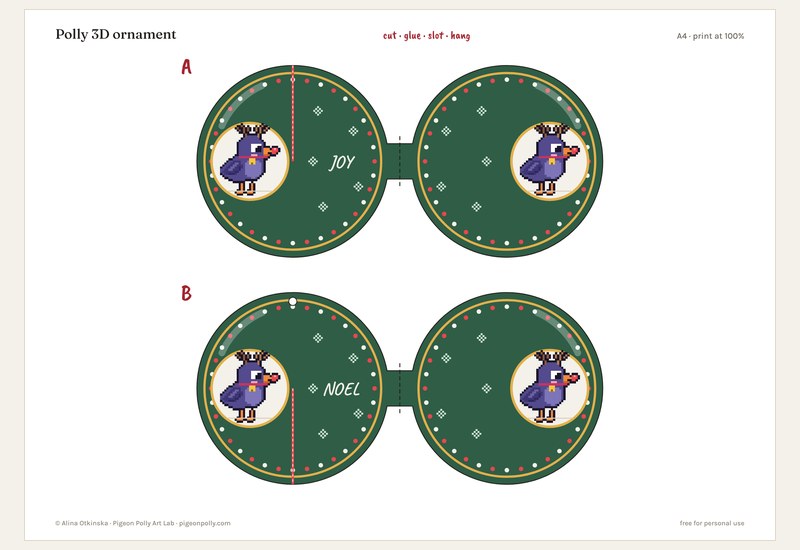 Polly 3D ornament
cut · glue · slot · hang
A4 · print at 100%
A
JOY
B
NOEL
© Alina Otkinska · Pigeon Polly Art Lab · pigeonpolly.com
free for personal use